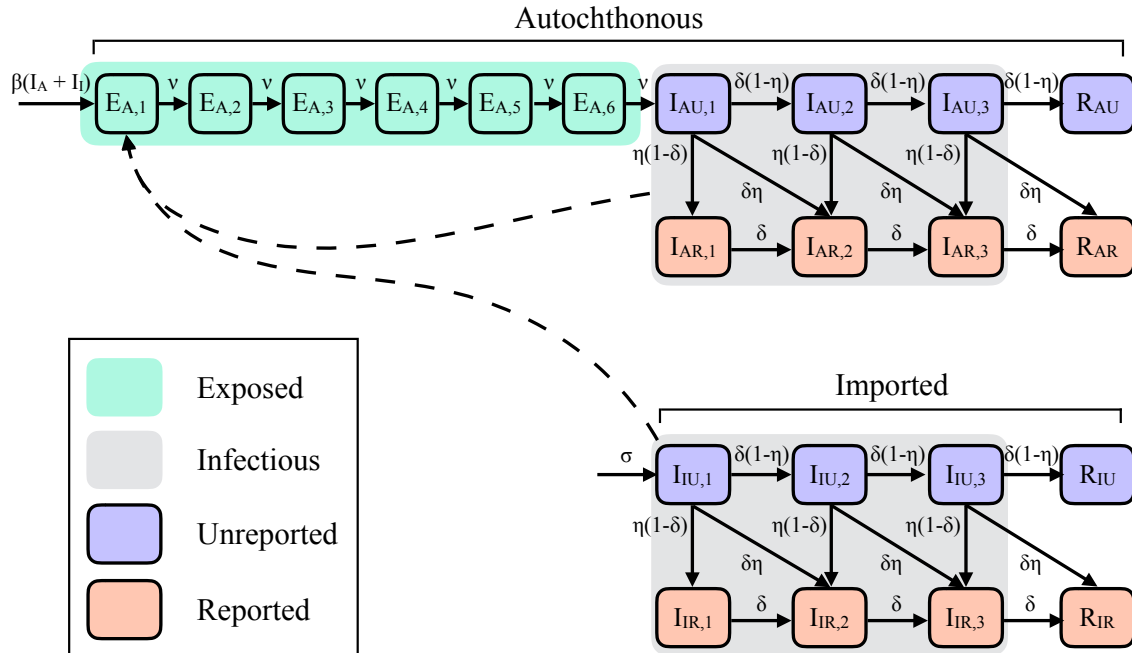 Autochthonous
β(I_A + I_I)
E_A,1 ν E_A,2 ν E_A,3 ν E_A,4 ν E_A,5 ν E_A,6 ν I_AU,1 δ(1-η) I_AU,2 δ(1-η) I_AU,3 δ(1-η) R_AU
η(1-δ) δη η(1-δ) δη η(1-δ) δη
I_AR,1 δ I_AR,2 δ I_AR,3 δ R_AR
Exposed
Infectious
Unreported
Reported
Imported
σ I_IU,1 δ(1-η) I_IU,2 δ(1-η) I_IU,3 δ(1-η) R_IU
η(1-δ) δη η(1-δ) δη η(1-δ) δη
I_IR,1 δ I_IR,2 δ I_IR,3 δ R_IR